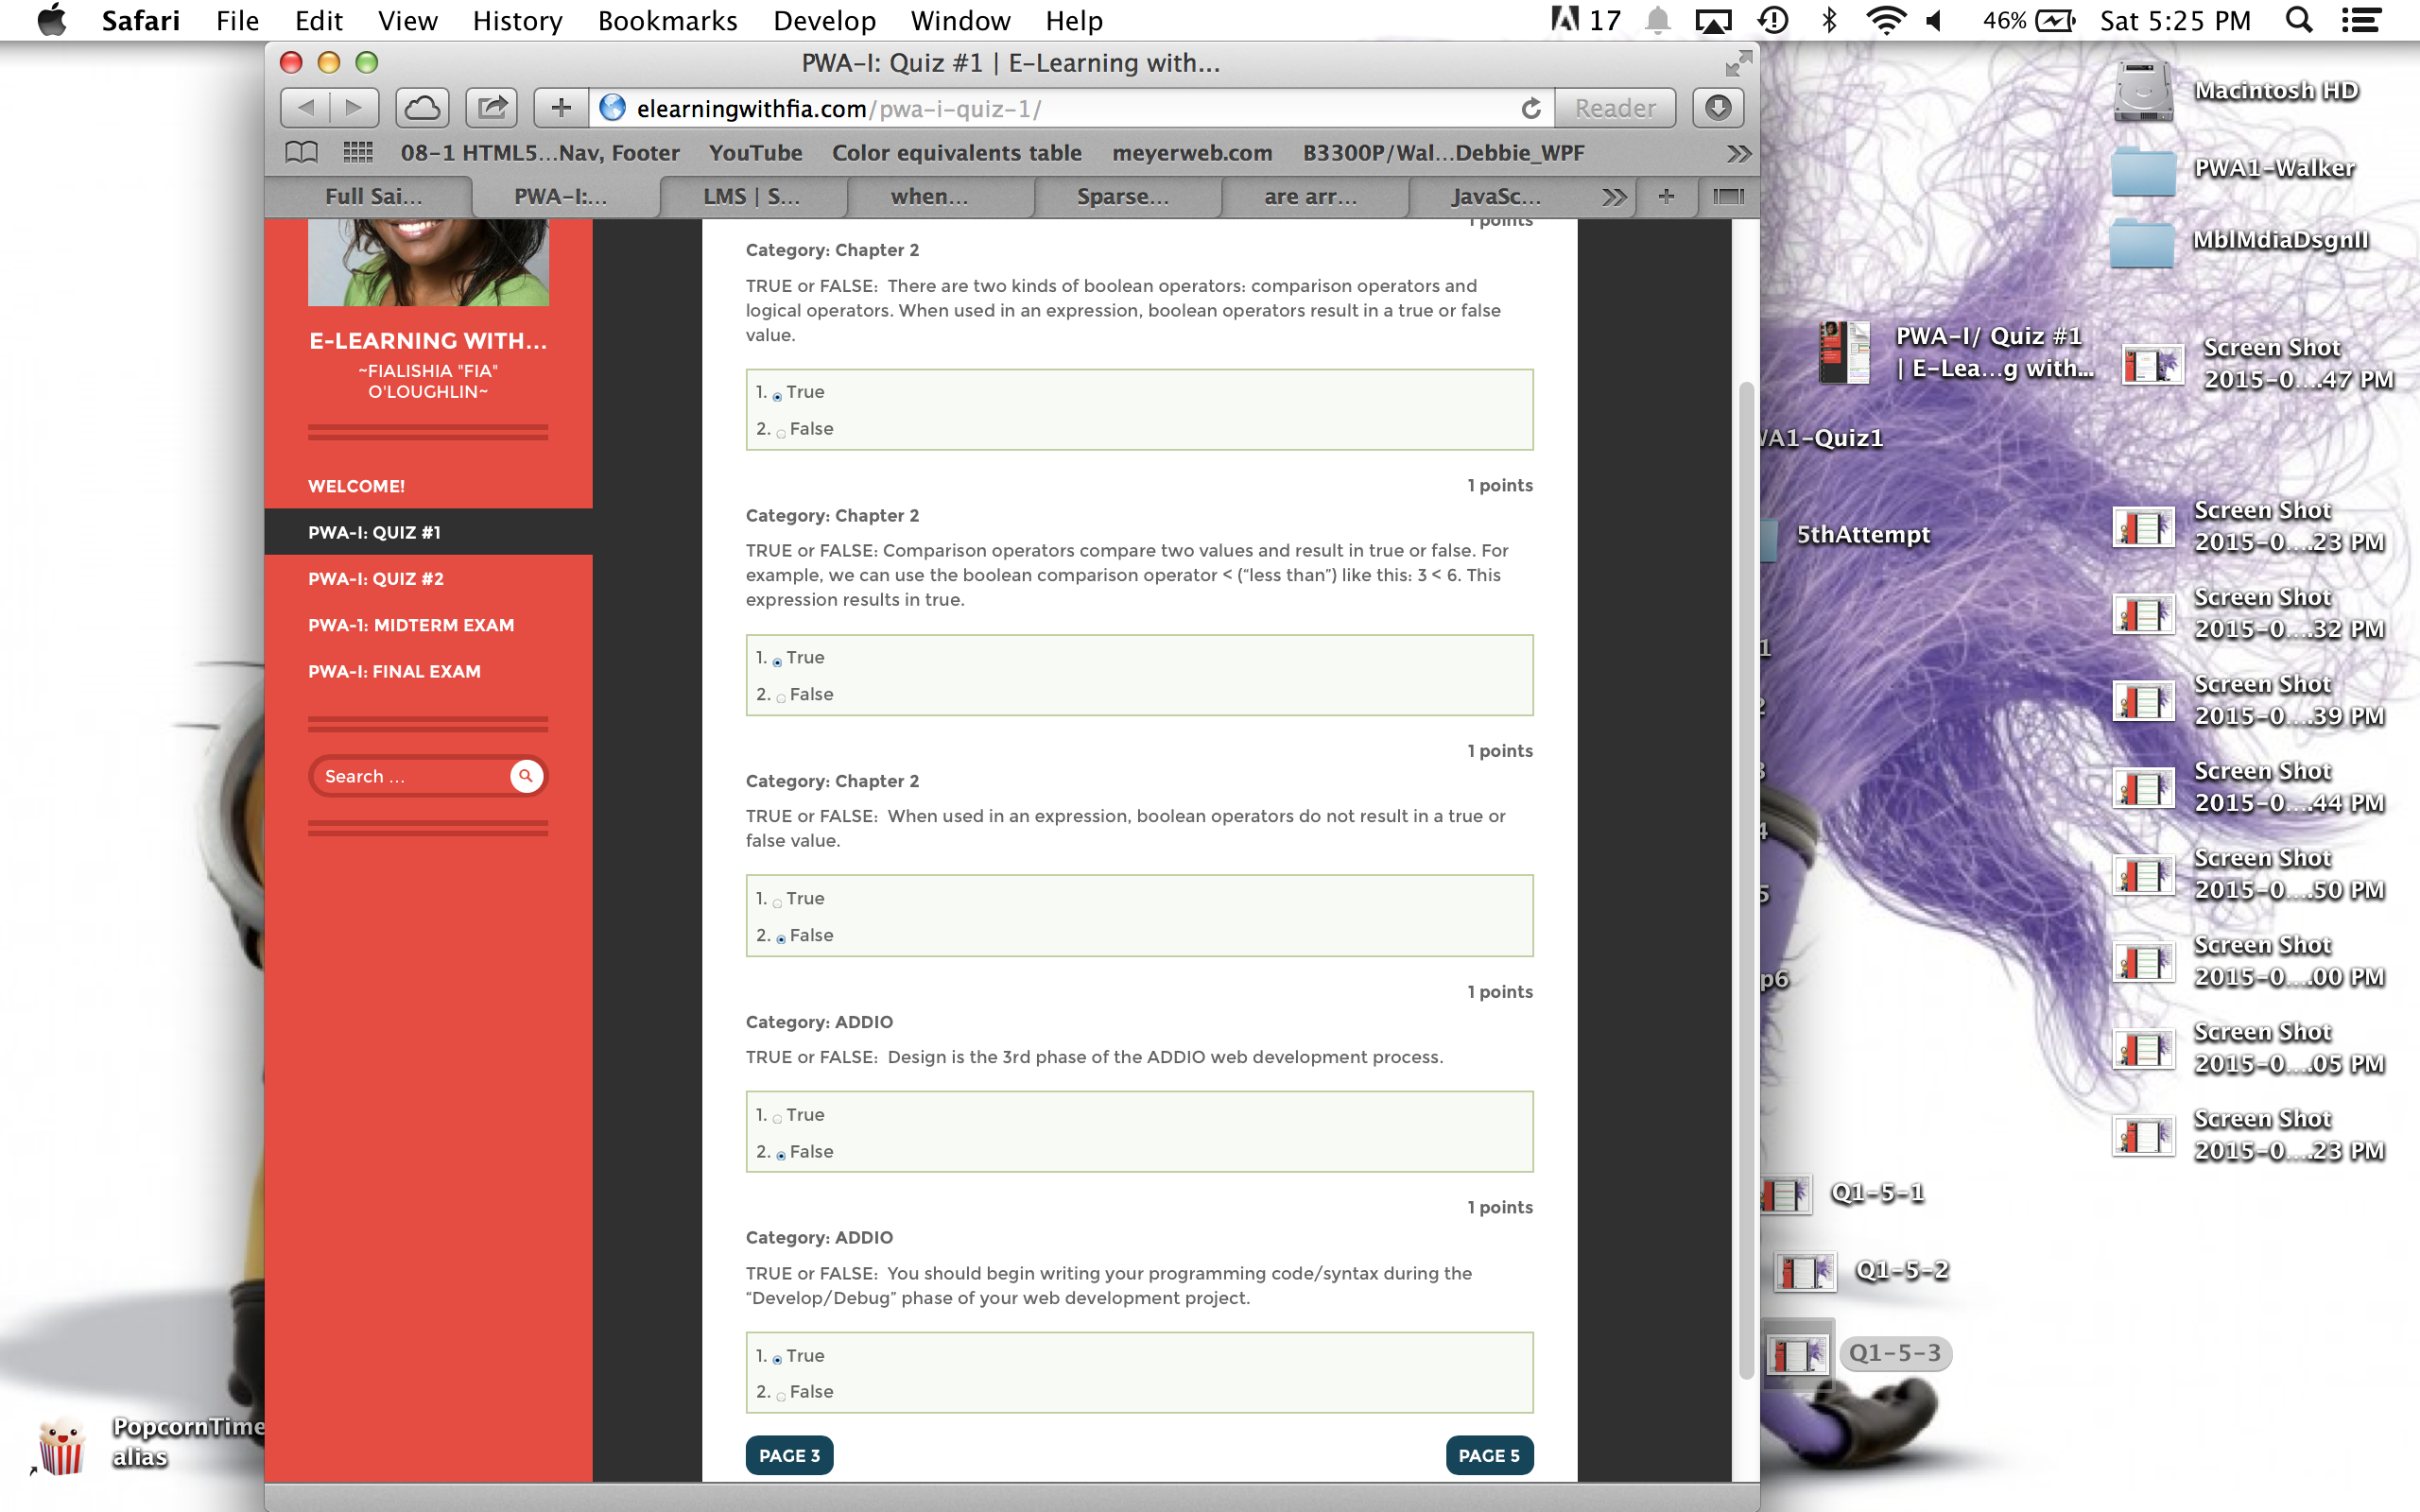 Safari File Edit View History Bookmarks Develop Window Help 17 46% Sat 5:25 PM
PWA-I: Quiz #1 | E-Learning with...
elearningwithfia.com/pwa-i-quiz-1/ Reader
08-1 HTML5...Nav, Footer YouTube Color equivalents table meyerweb.com B3300P/Wal...Debbie_WPF
Full Sai... PWA-I:... LMS | S... when... Sparse... are arr... JavaSc...
E-LEARNING WITH...
~FIALISHIA "FIA"
O'LOUGHLIN~
WELCOME!
PWA-I: QUIZ #1
PWA-I: QUIZ #2
PWA-1: MIDTERM EXAM
PWA-I: FINAL EXAM
Search ...
1 points
Category: Chapter 2
TRUE or FALSE: There are two kinds of boolean operators: comparison operators and
logical operators. When used in an expression, boolean operators result in a true or false
value.
1. True
2. False
1 points
Category: Chapter 2
TRUE or FALSE: Comparison operators compare two values and result in true or false. For
example, we can use the boolean comparison operator < (“less than”) like this: 3 < 6. This
expression results in true.
1. True
2. False
1 points
Category: Chapter 2
TRUE or FALSE: When used in an expression, boolean operators do not result in a true or
false value.
1. True
2. False
1 points
Category: ADDIO
TRUE or FALSE: Design is the 3rd phase of the ADDIO web development process.
1. True
2. False
1 points
Category: ADDIO
TRUE or FALSE: You should begin writing your programming code/syntax during the
“Develop/Debug” phase of your web development project.
1. True
2. False
PAGE 3 PAGE 5
Macintosh HD
PWA1-Walker
MblMdiaDsgnII
PWA-I/ Quiz #1
| E-Lea...g with...
Screen Shot
2015-0....47 PM
A1-Quiz1
5thAttempt
Screen Shot
2015-0....23 PM
Screen Shot
2015-0....32 PM
Screen Shot
2015-0....39 PM
Screen Shot
2015-0....44 PM
Screen Shot
2015-0....50 PM
Screen Shot
2015-0....00 PM
Screen Shot
2015-0....05 PM
Screen Shot
2015-0....23 PM
1
2
3
4
5
p6
Q1-5-1
Q1-5-2
Q1-5-3
PopcornTime
alias